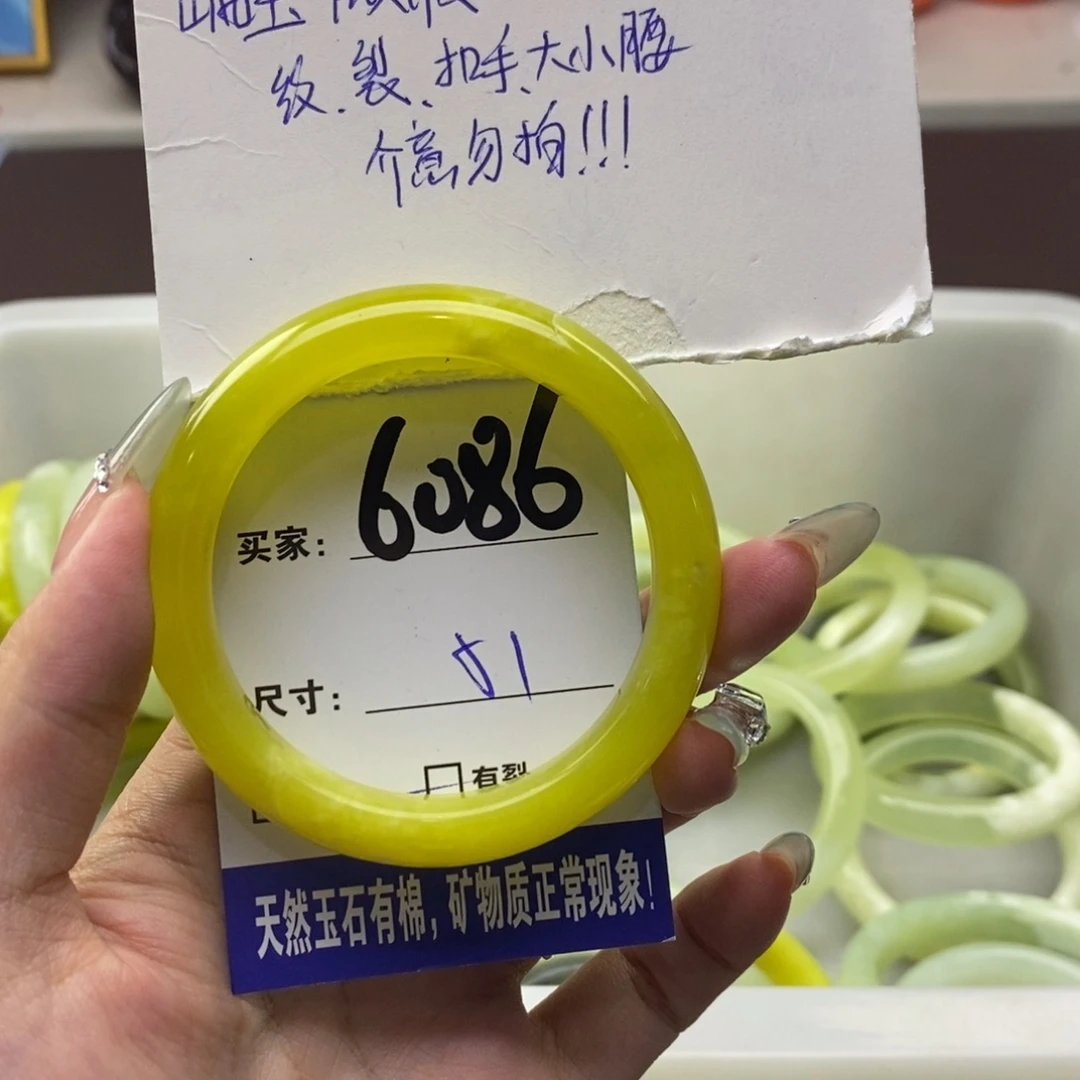 纹.裂、扣手、大小腰
介意勿拍!!!
买家: 6086
尺寸: 51
有裂
天然玉石有棉,矿物质正常现象!